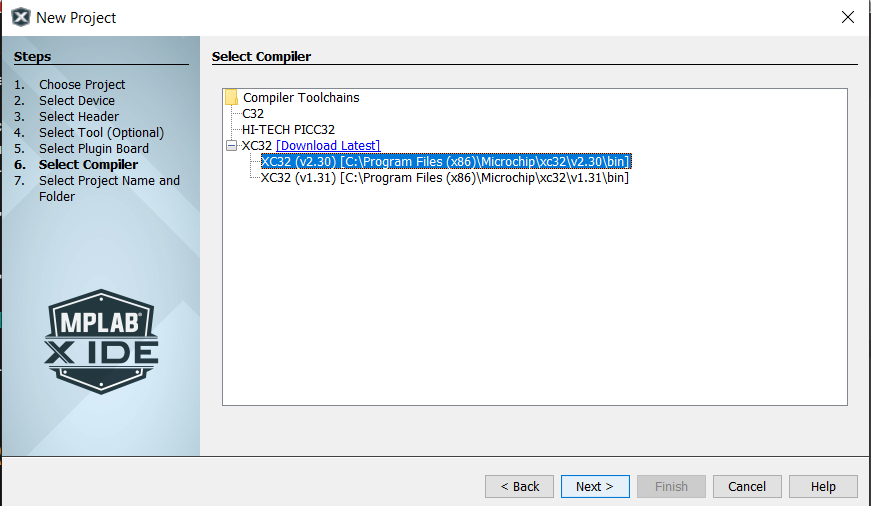 New Project
Steps
1. Choose Project
2. Select Device
3. Select Header
4. Select Tool (Optional)
5. Select Plugin Board
6. Select Compiler
7. Select Project Name and
Folder
MPLAB®
X IDE
Select Compiler
Compiler Toolchains
C32
HI-TECH PICC32
XC32 [Download Latest]
XC32 (v2.30) [C:\Program Files (x86)\Microchip\xc32\v2.30\bin]
XC32 (v1.31) [C:\Program Files (x86)\Microchip\xc32\v1.31\bin]
< Back
Next >
Finish
Cancel
Help